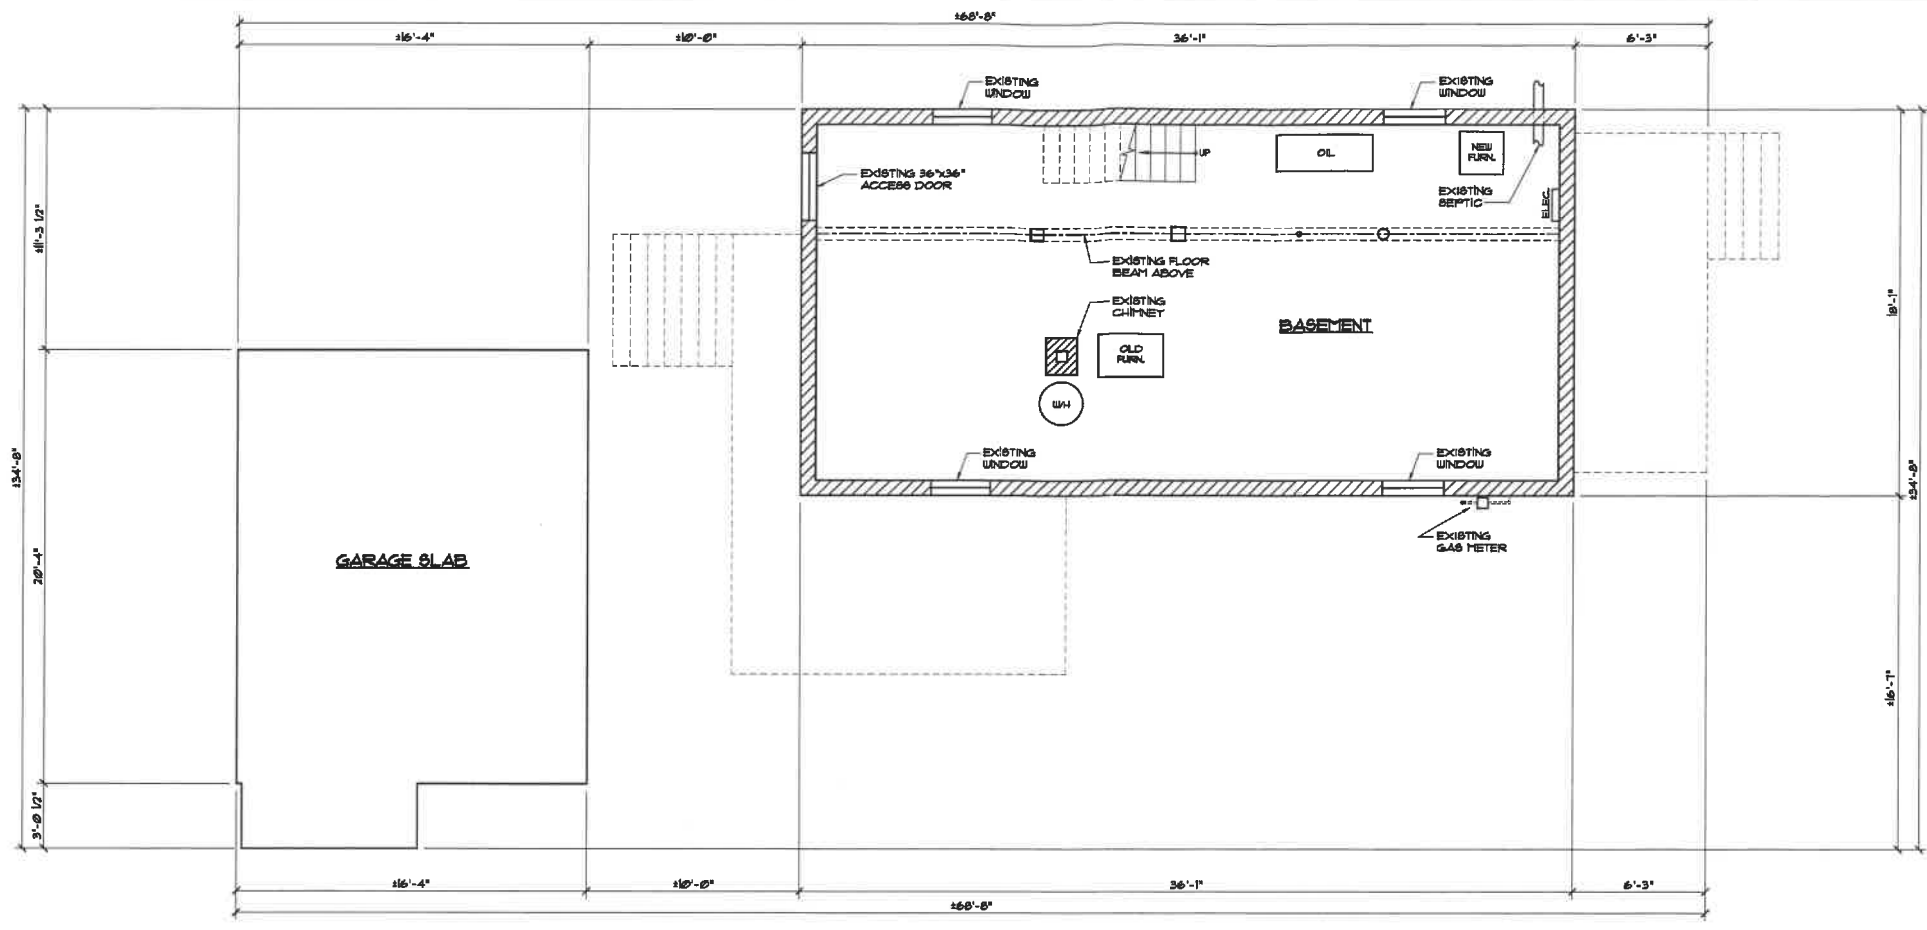 ±68'-8"
±16'-4"
±10'-0"
36'-1"
6'-3"
EXISTING
WINDOW
EXISTING
WINDOW
UP
OIL
NEW
FURN.
EXISTING 36"x36"
ACCESS DOOR
EXISTING
SEPTIC
ELEC.
±11'-3 1/2"
EXISTING FLOOR
BEAM ABOVE
EXISTING
CHIMNEY
18'-1"
BASEMENT
OLD
FURN.
W/H
EXISTING
WINDOW
EXISTING
WINDOW
±34'-8"
±34'-8"
EXISTING
GAS METER
GARAGE SLAB
20'-4"
±16'-7"
3'-0 1/2"
±16'-4"
±10'-0"
36'-1"
6'-3"
±68'-8"